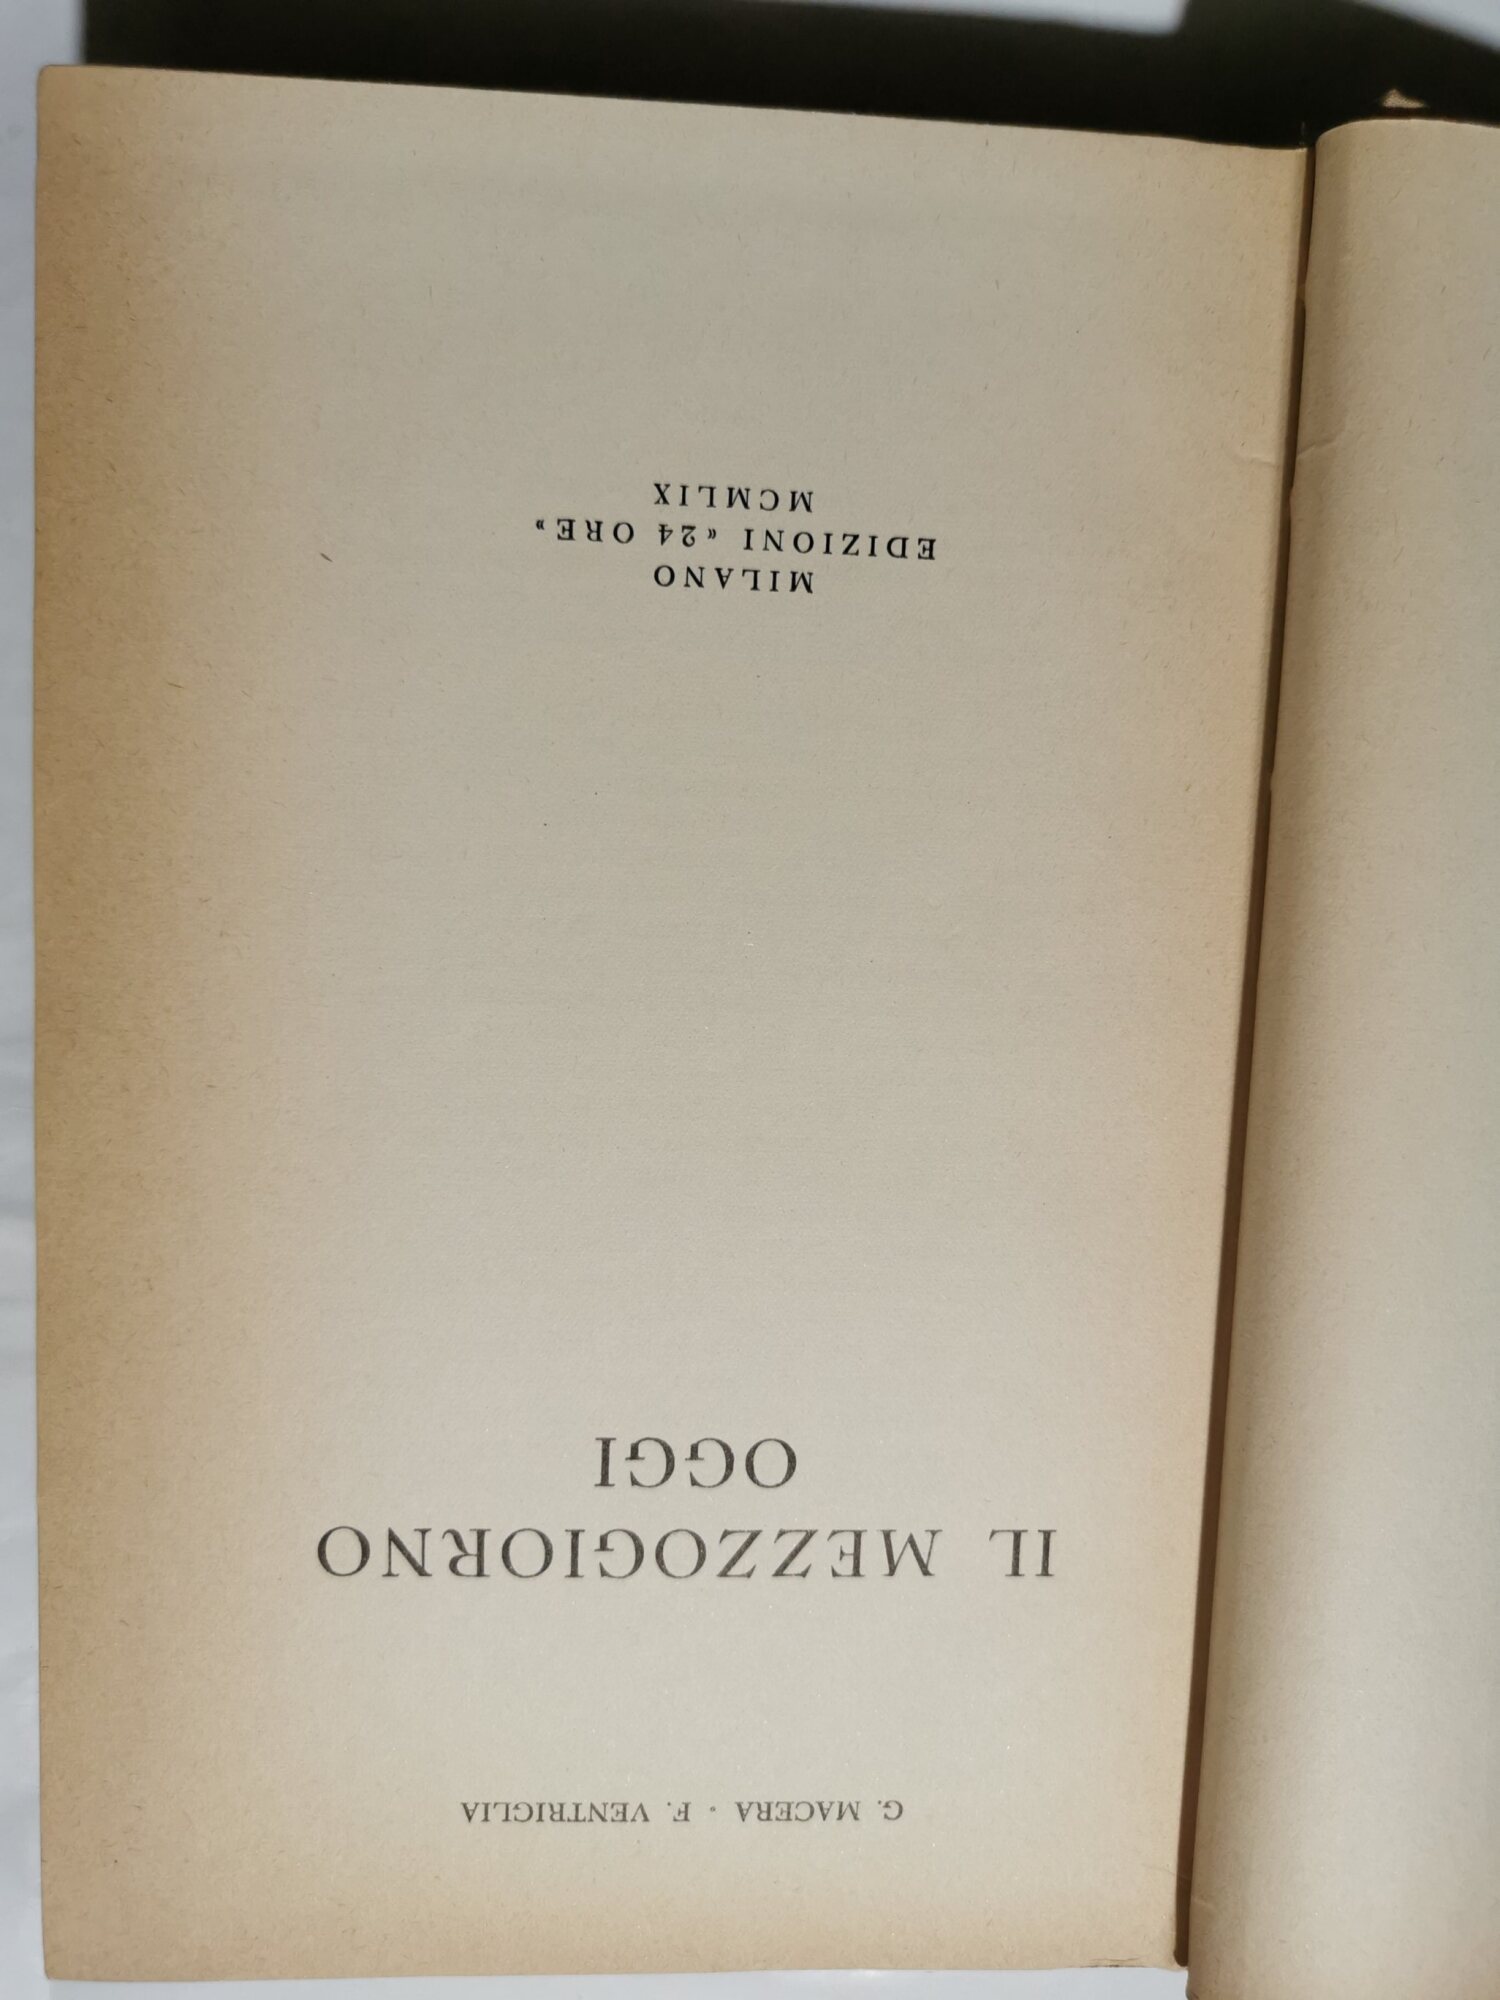 G. MACERA · F. VENTRIGLIA
IL MEZZOGIORNO
OGGI
MILANO
EDIZIONI « 24 ORE »
MCMLIX